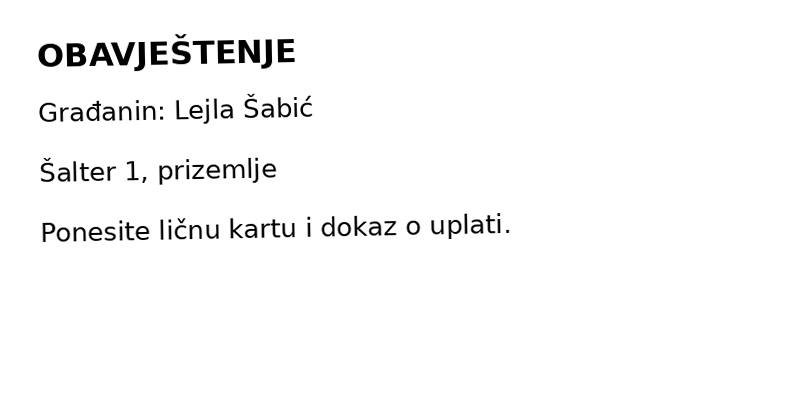 OBAVJEŠTENJE
Građanin: Lejla Šabić
Šalter 1, prizemlje
Ponesite ličnu kartu i dokaz o uplati.